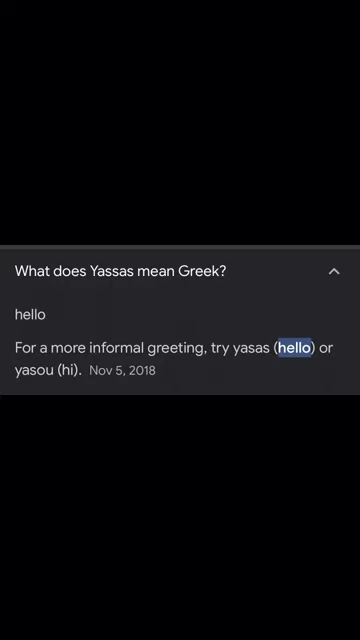 What does Yassas mean Greek?
hello
For a more informal greeting, try yasas (hello) or
yasou (hi). Nov 5, 2018